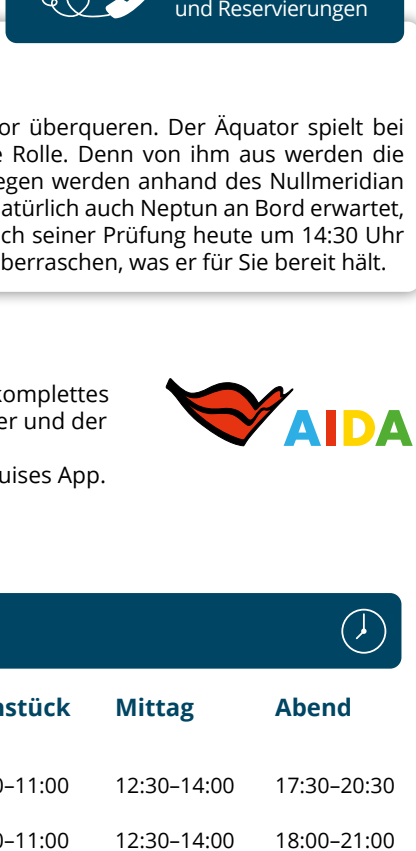 und Reservierungen
or überqueren. Der Äquator spielt bei
e Rolle. Denn von ihm aus werden die
egen werden anhand des Nullmeridian
atürlich auch Neptun an Bord erwartet,
ch seiner Prüfung heute um 14:30 Uhr
berraschen, was er für Sie bereit hält.
komplettes
er und der
uises App.
AIDA
nstück Mittag Abend
0–11:00 12:30–14:00 17:30–20:30
0–11:00 12:30–14:00 18:00–21:00